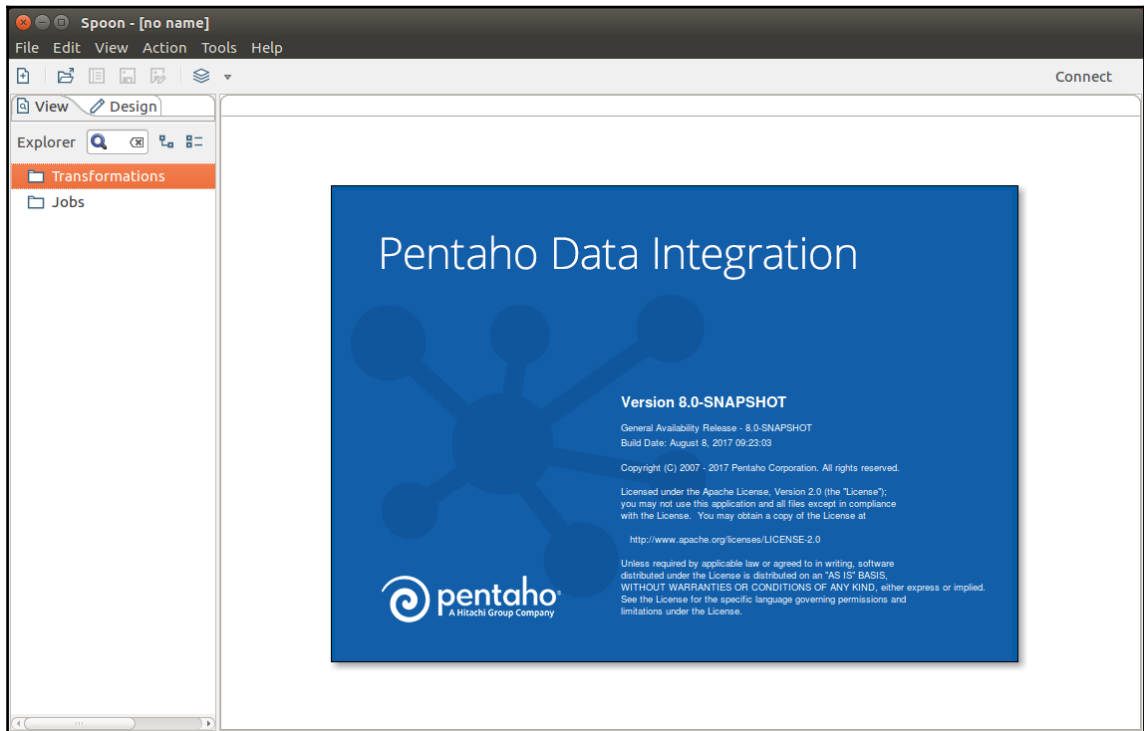 Spoon - [no name]
File Edit View Action Tools Help
Connect
View Design
Explorer
Transformations
Jobs
Pentaho Data Integration
Version 8.0-SNAPSHOT
General Availability Release - 8.0-SNAPSHOT
Build Date: August 8, 2017 09:23:03
Copyright (C) 2007 - 2017 Pentaho Corporation. All rights reserved.
Licensed under the Apache License, Version 2.0 (the "License");
you may not use this application and all files except in compliance
with the License. You may obtain a copy of the License at
http://www.apache.org/licenses/LICENSE-2.0
Unless required by applicable law or agreed to in writing, software
distributed under the License is distributed on an "AS IS" BASIS,
WITHOUT WARRANTIES OR CONDITIONS OF ANY KIND, either express or implied.
See the License for the specific language governing permissions and
limitations under the License.
pentaho
A Hitachi Group Company